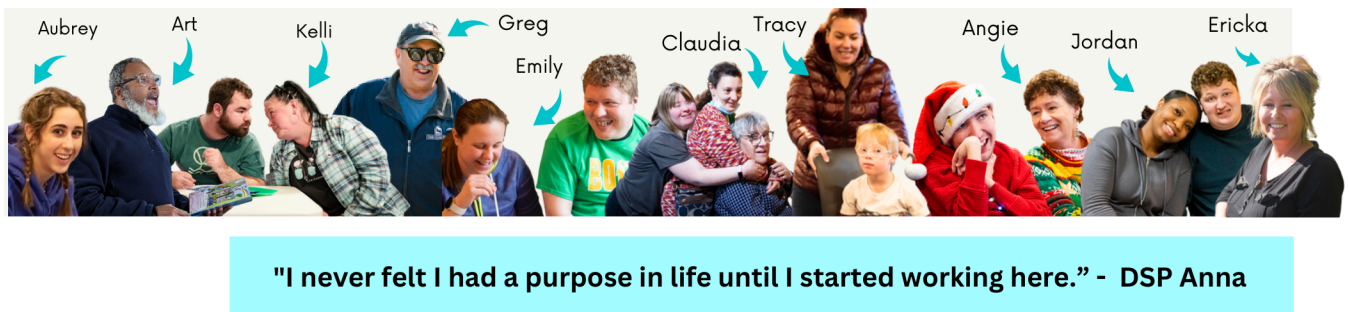 Aubrey
Art
Kelli
Greg
Emily
Claudia
Tracy
Angie
Jordan
Ericka
"I never felt I had a purpose in life until I started working here.” - DSP Anna